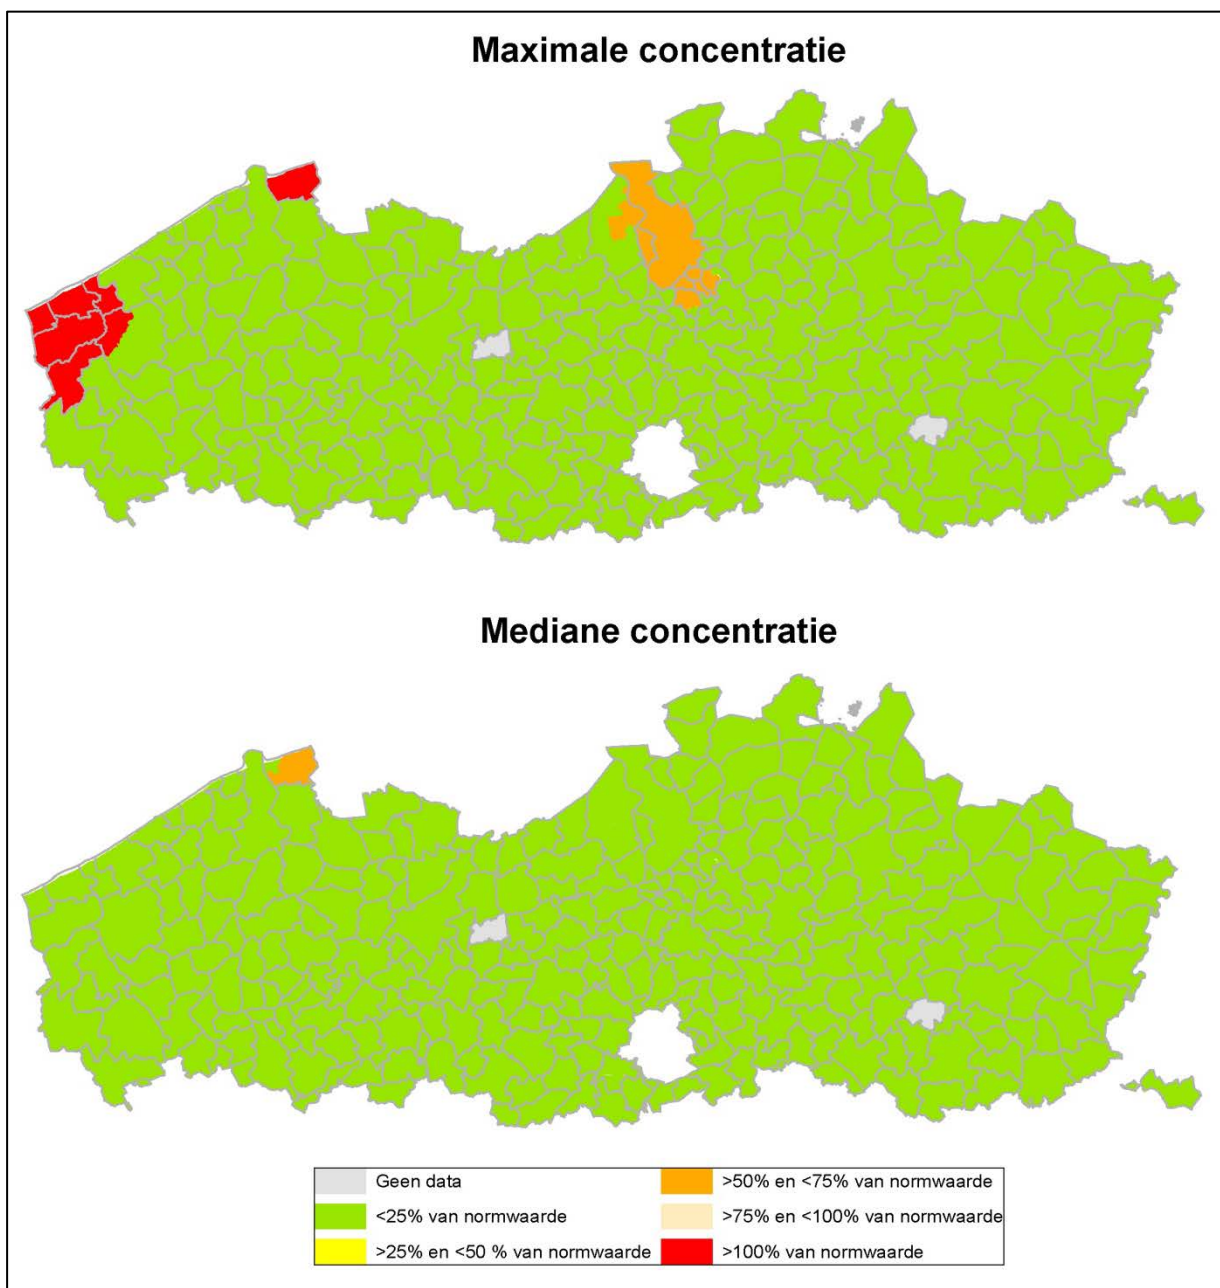 Maximale concentratie
Mediane concentratie
Geen data
<25% van normwaarde
>25% en <50 % van normwaarde
>50% en <75% van normwaarde
>75% en <100% van normwaarde
>100% van normwaarde